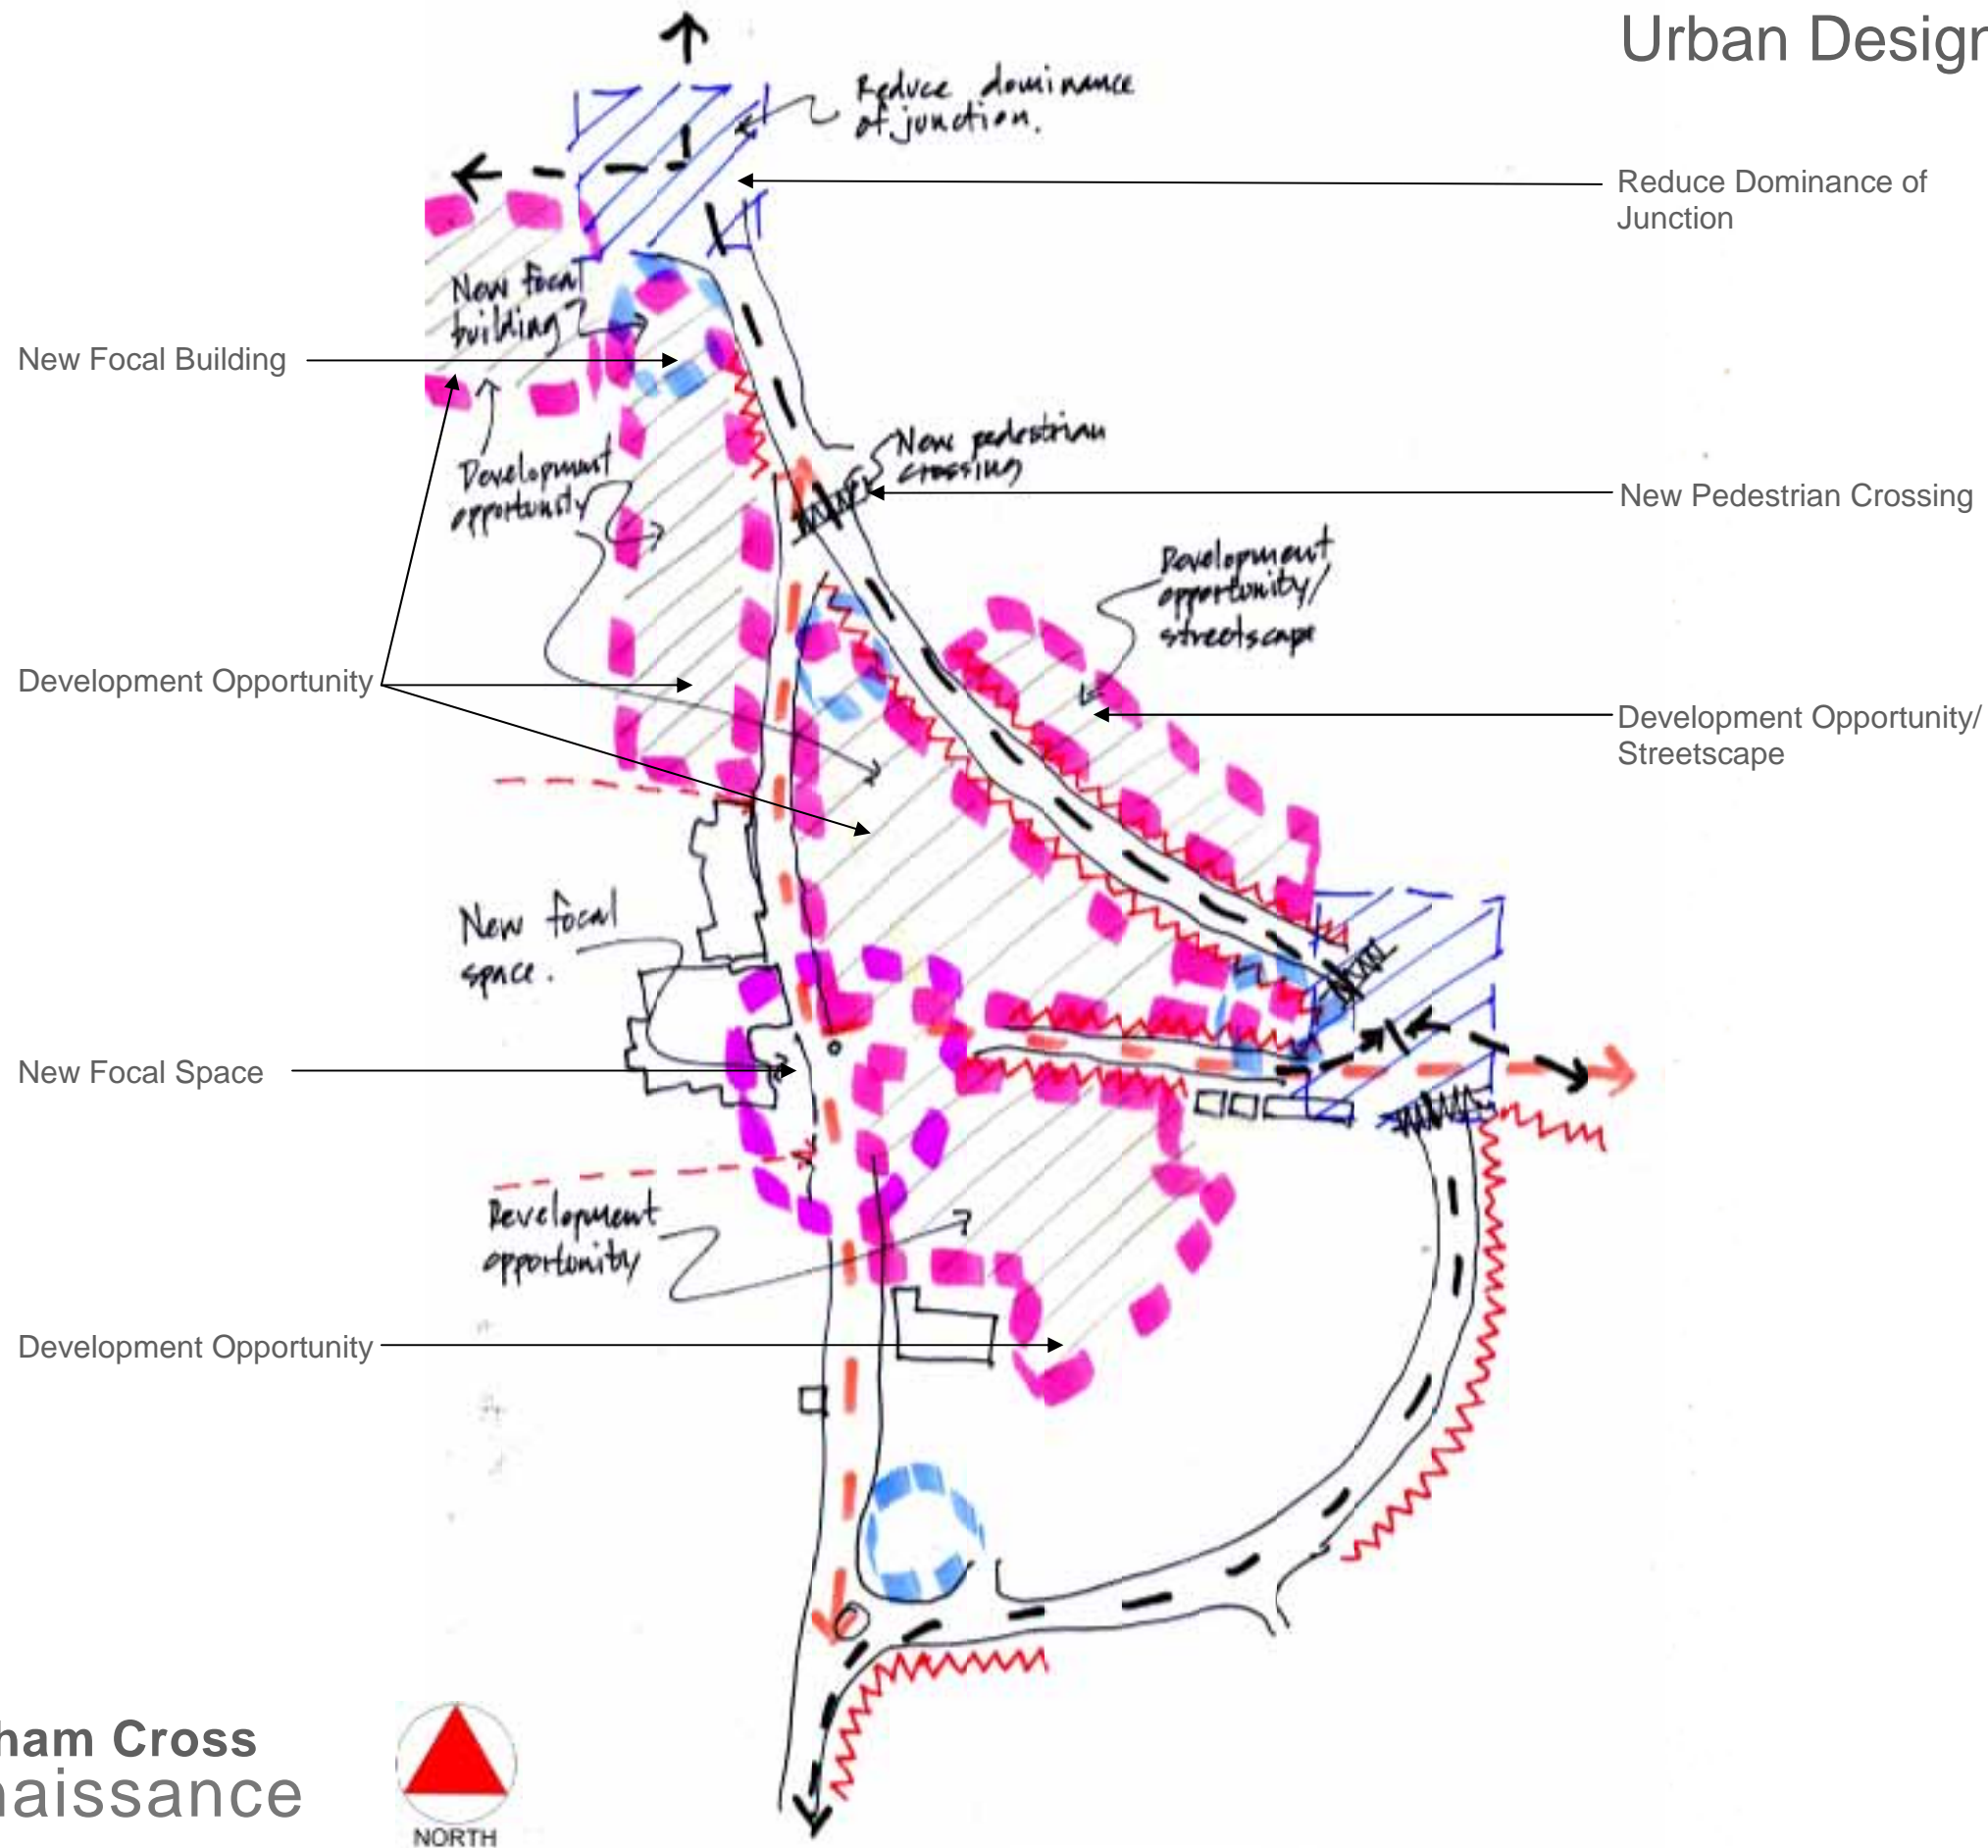 Urban Design
Reduce dominance
of junction.
Reduce Dominance of
Junction
New focal
building
New Focal Building
New pedestrian
crossing
New Pedestrian Crossing
Development
opportunity
Development
opportunity/
streetscape
Development Opportunity
Development Opportunity/
Streetscape
New focal
space.
New Focal Space
Development
opportunity
Development Opportunity
ham Cross
naissance
NORTH